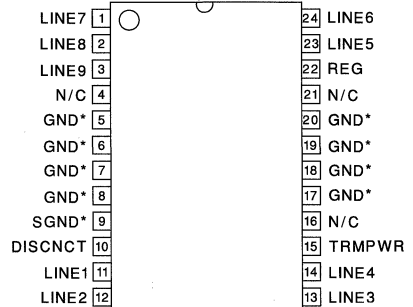 LINE7 1 24 LINE6
LINE8 2 23 LINE5
LINE9 3 22 REG
N/C 4 21 N/C
GND* 5 20 GND*
GND* 6 19 GND*
GND* 7 18 GND*
GND* 8 17 GND*
SGND* 9 16 N/C
DISCNCT 10 15 TRMPWR
LINE1 11 14 LINE4
LINE2 12 13 LINE3